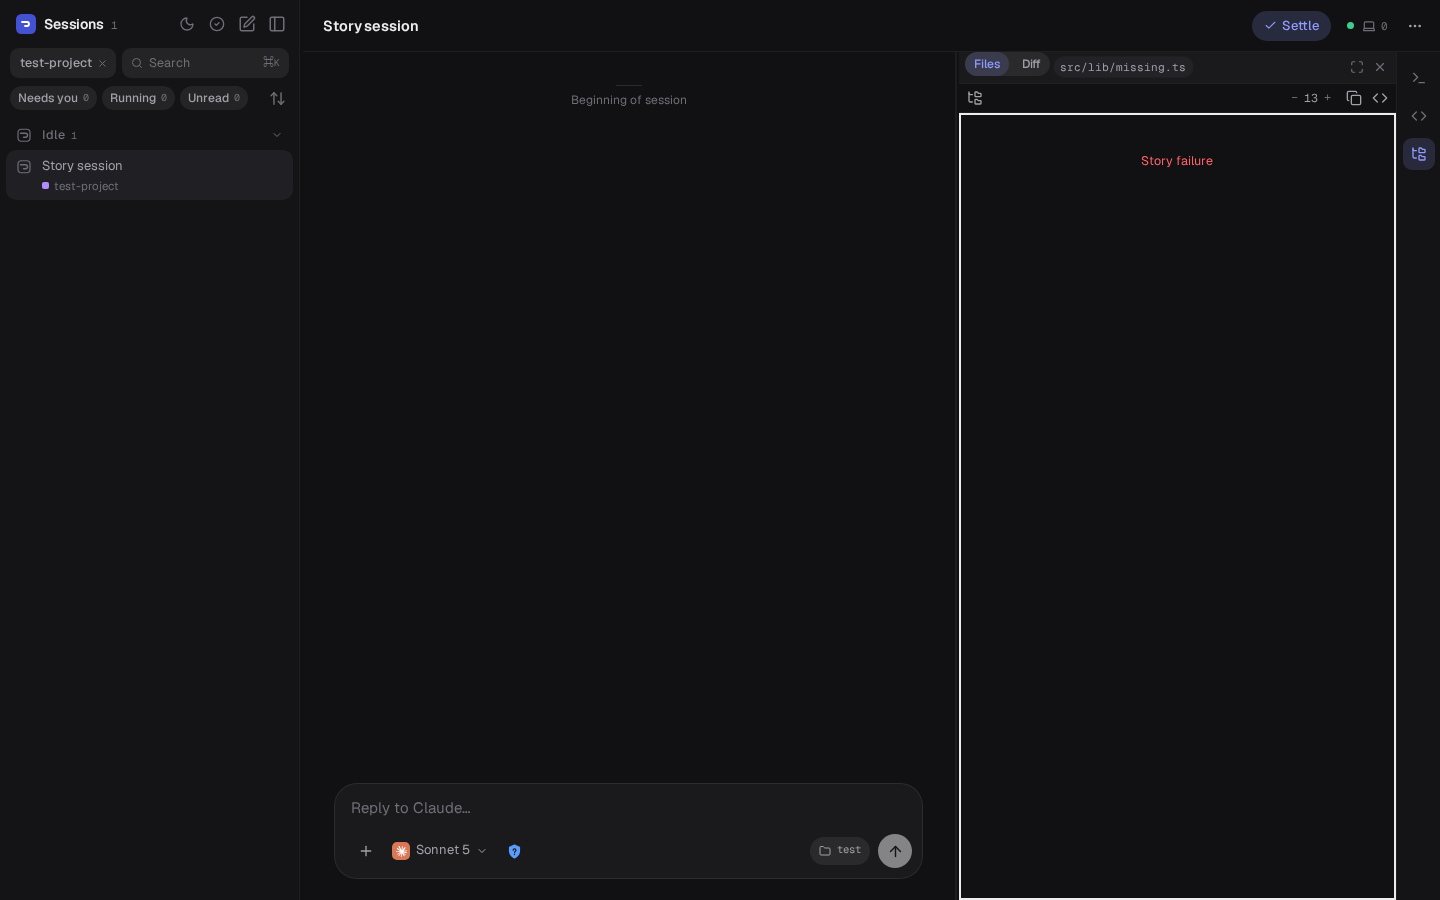 Sessions 1
test-project
Search ⌘K
Needs you 0
Running 0
Unread 0
Idle 1
Story session
test-project
Story session
Settle
0
Beginning of session
Reply to Claude...
Sonnet 5
test
Files
Diff
src/lib/missing.ts
− 13 +
Story failure